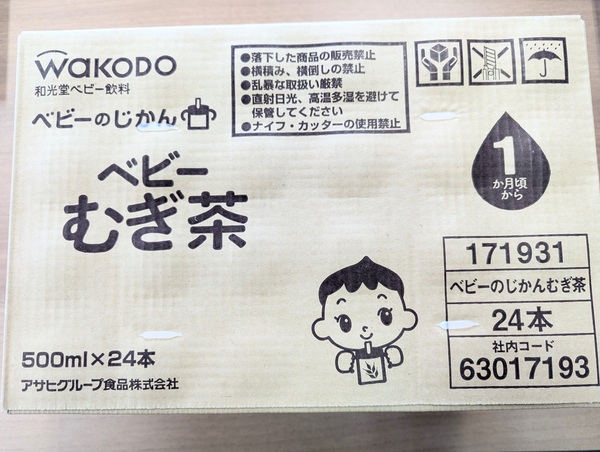 WAKODO
和光堂ベビー飲料
ベビーのじかん
●落下した商品の販売禁止
●横積み、横倒しの禁止
●乱暴な取扱い厳禁
●直射日光、高温多湿を避けて
保管してください
●ナイフ・カッターの使用禁止
1
か月頃
から
ベビー
むぎ茶
171931
ベビーのじかんむぎ茶
24本
社内コード
63017193
500ml×24本
アサヒグループ食品株式会社